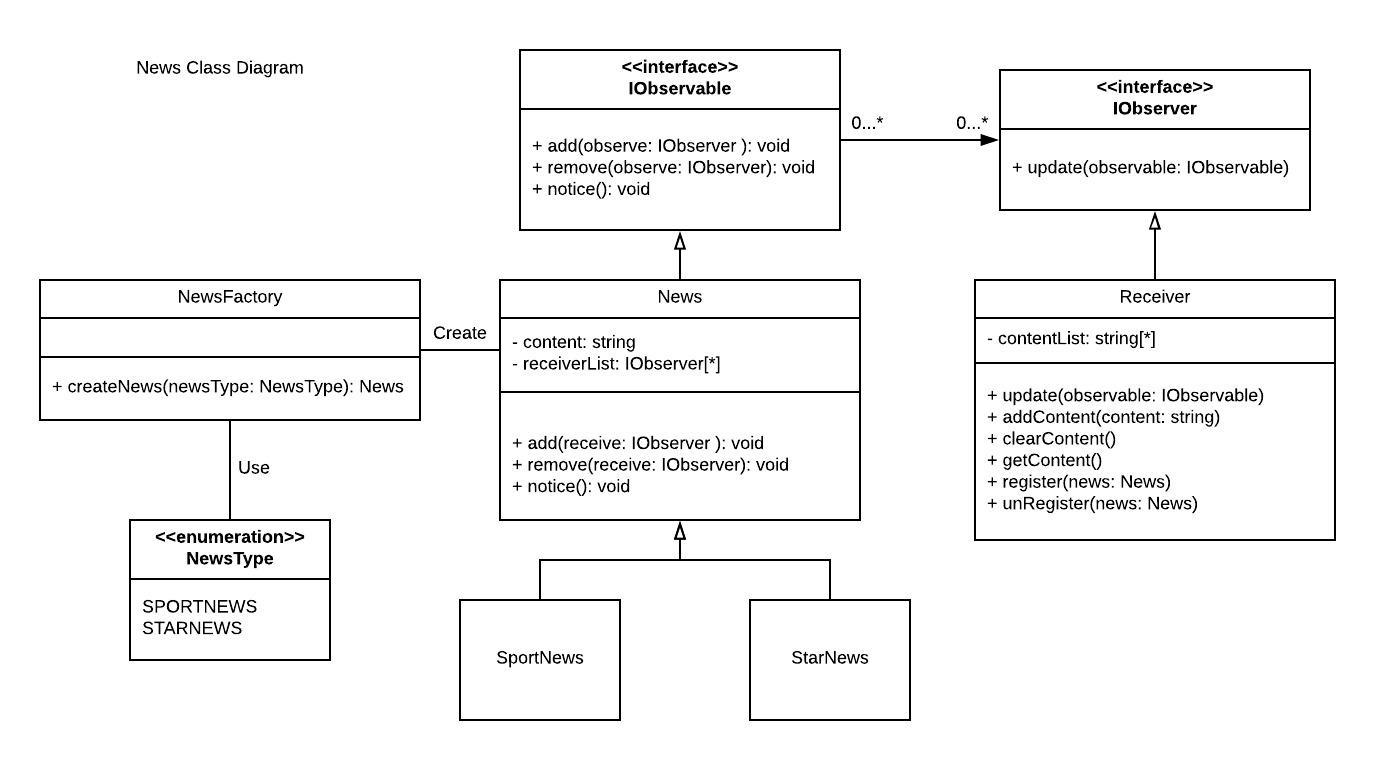 News Class Diagram
<<interface>>
IObservable
+ add(observe: IObserver ): void
+ remove(observe: IObserver): void
+ notice(): void
0...*
0...*
<<interface>>
IObserver
+ update(observable: IObservable)
NewsFactory
+ createNews(newsType: NewsType): News
Create
News
- content: string
- receiverList: IObserver[*]
+ add(receive: IObserver ): void
+ remove(receive: IObserver): void
+ notice(): void
Receiver
- contentList: string[*]
+ update(observable: IObservable)
+ addContent(content: string)
+ clearContent()
+ getContent()
+ register(news: News)
+ unRegister(news: News)
Use
<<enumeration>>
NewsType
SPORTNEWS
STARNEWS
SportNews
StarNews